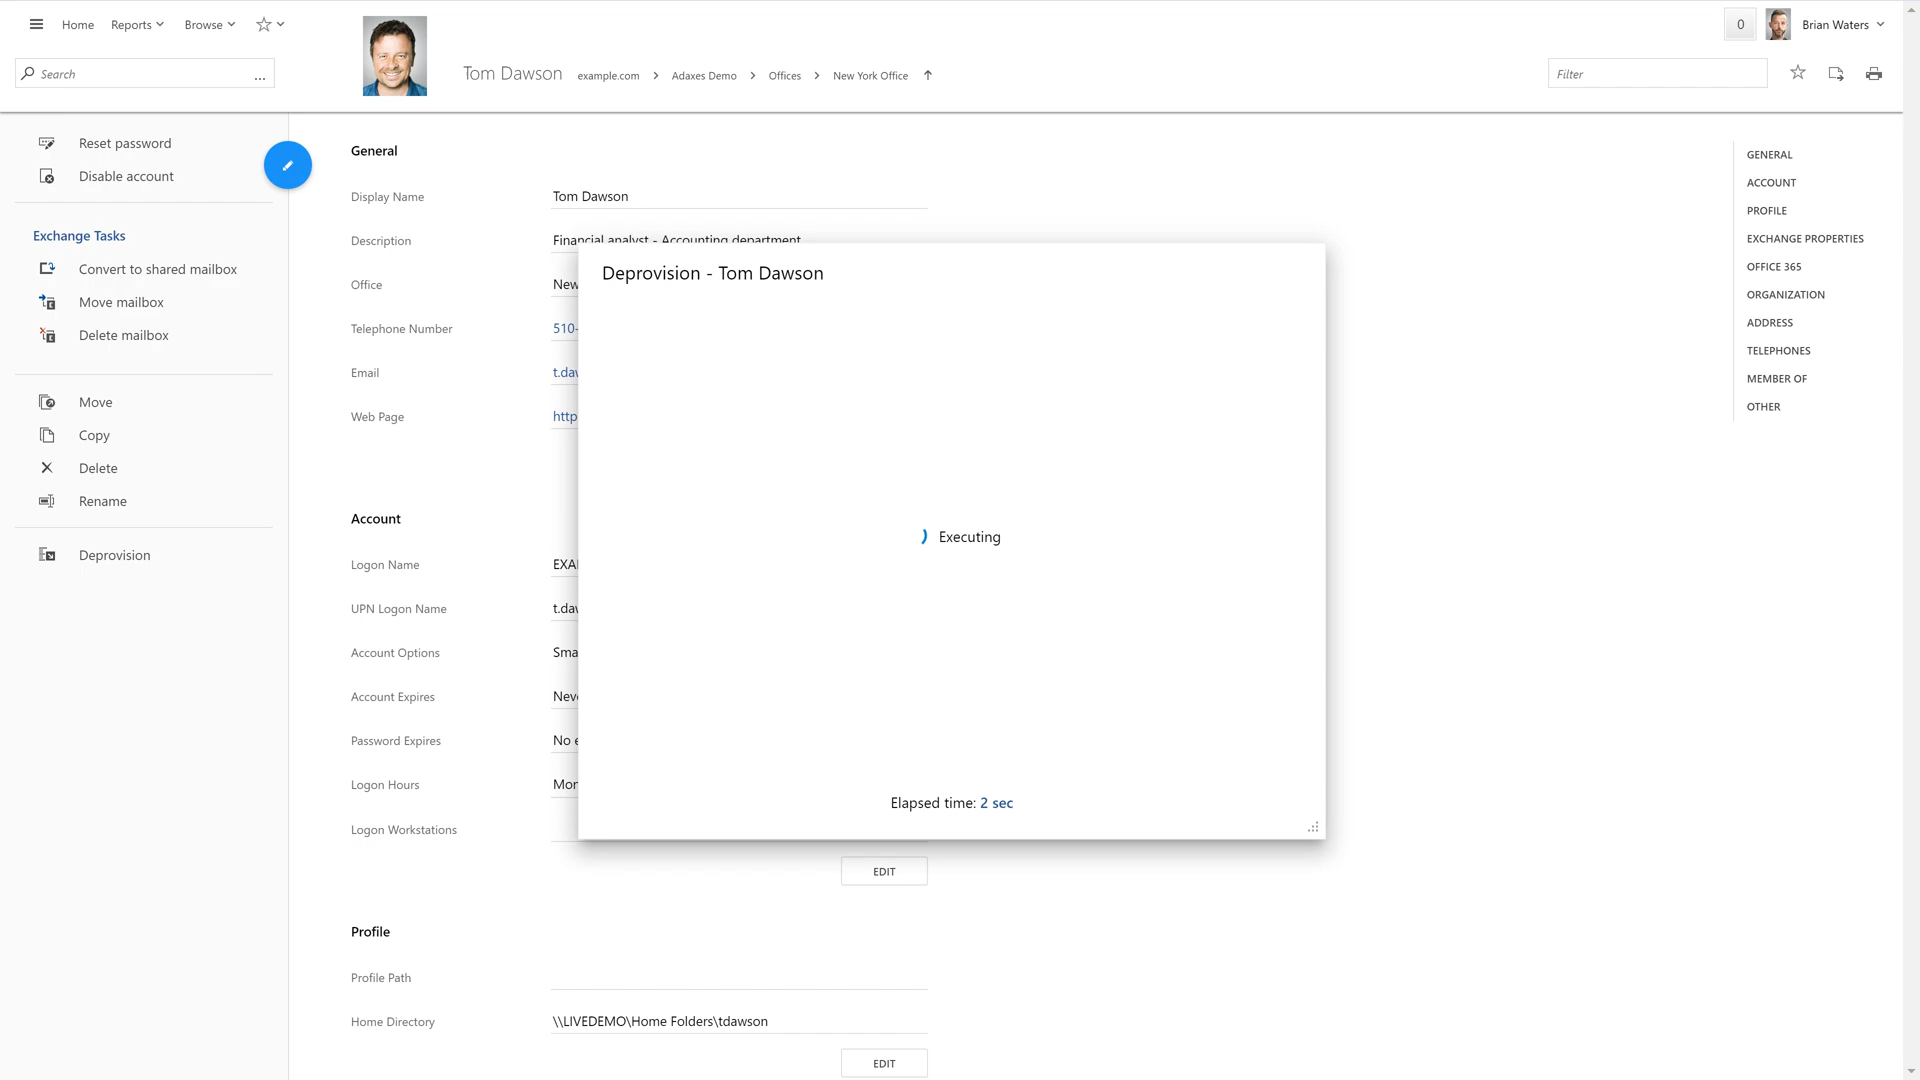 Home Reports Browse
0 Brian Waters
Search ...
Tom Dawson example.com > Adaxes Demo > Offices > New York Office
Filter
Reset password
Disable account
Exchange Tasks
Convert to shared mailbox
Move mailbox
Delete mailbox
Move
Copy
Delete
Rename
Deprovision
General
Display Name Tom Dawson
Description Financial analyst - Accounting department
Office New
Telephone Number 510-
Email t.daw
Web Page http
Account
Logon Name EXA
UPN Logon Name t.daw
Account Options Sma
Account Expires Neve
Password Expires No e
Logon Hours Mon
Logon Workstations
EDIT
Profile
Profile Path
Home Directory \\LIVEDEMO\Home Folders\tdawson
EDIT
Deprovision - Tom Dawson
Executing
Elapsed time: 2 sec
GENERAL
ACCOUNT
PROFILE
EXCHANGE PROPERTIES
OFFICE 365
ORGANIZATION
ADDRESS
TELEPHONES
MEMBER OF
OTHER